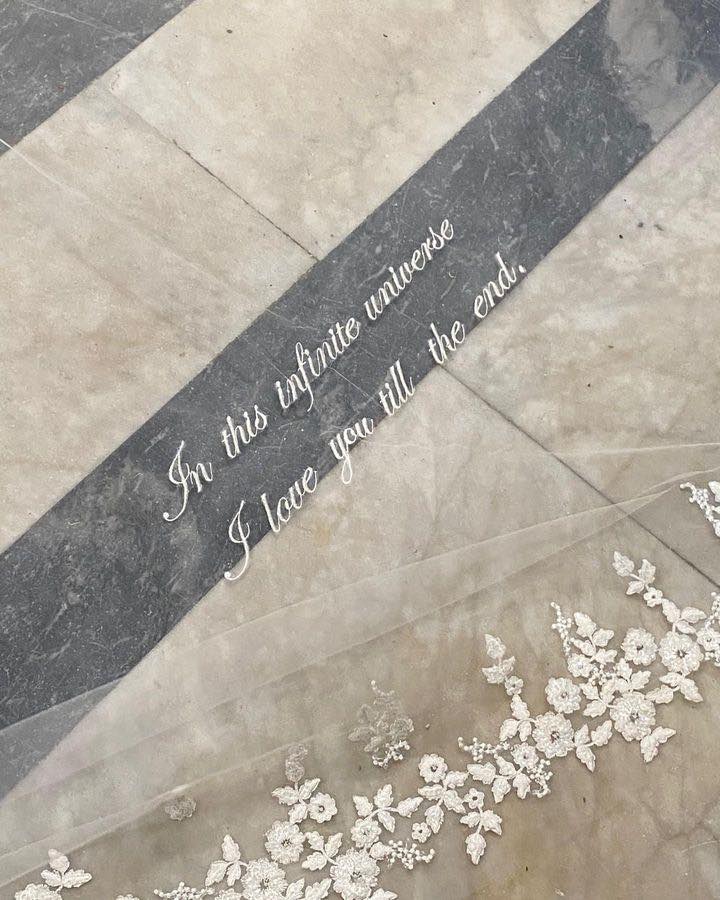 In this infinite universe
I love you till the end.